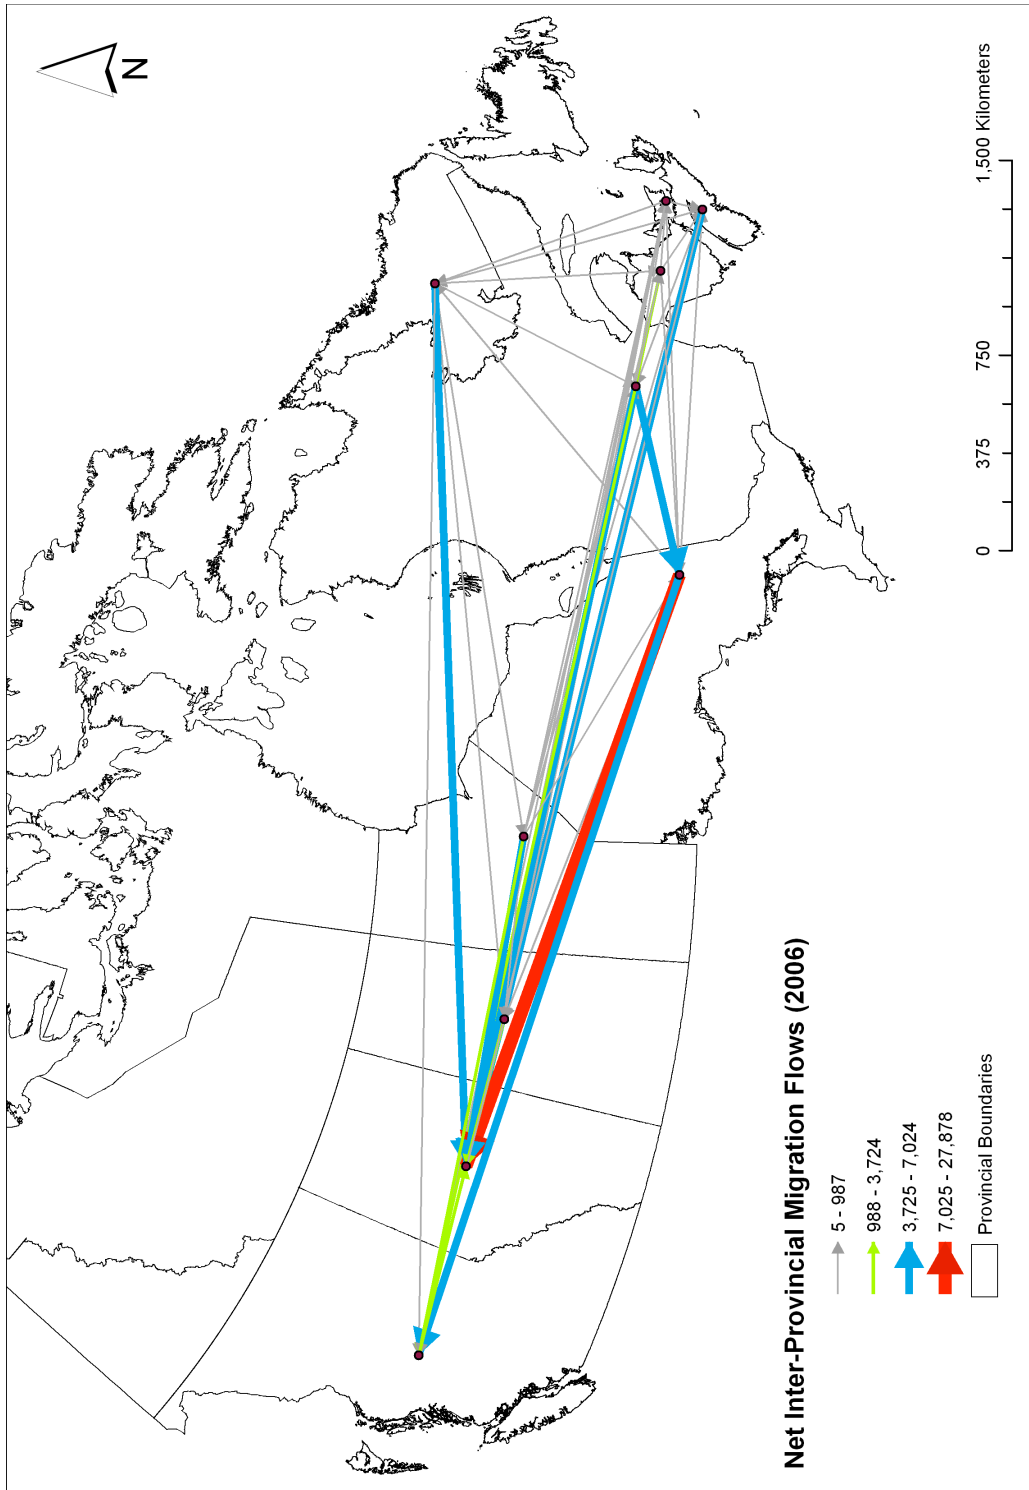 N
Net Inter-Provincial Migration Flows (2006)
5 - 987
988 - 3,724
3,725 - 7,024
7,025 - 27,878
Provincial Boundaries
0 375 750 1,500 Kilometers